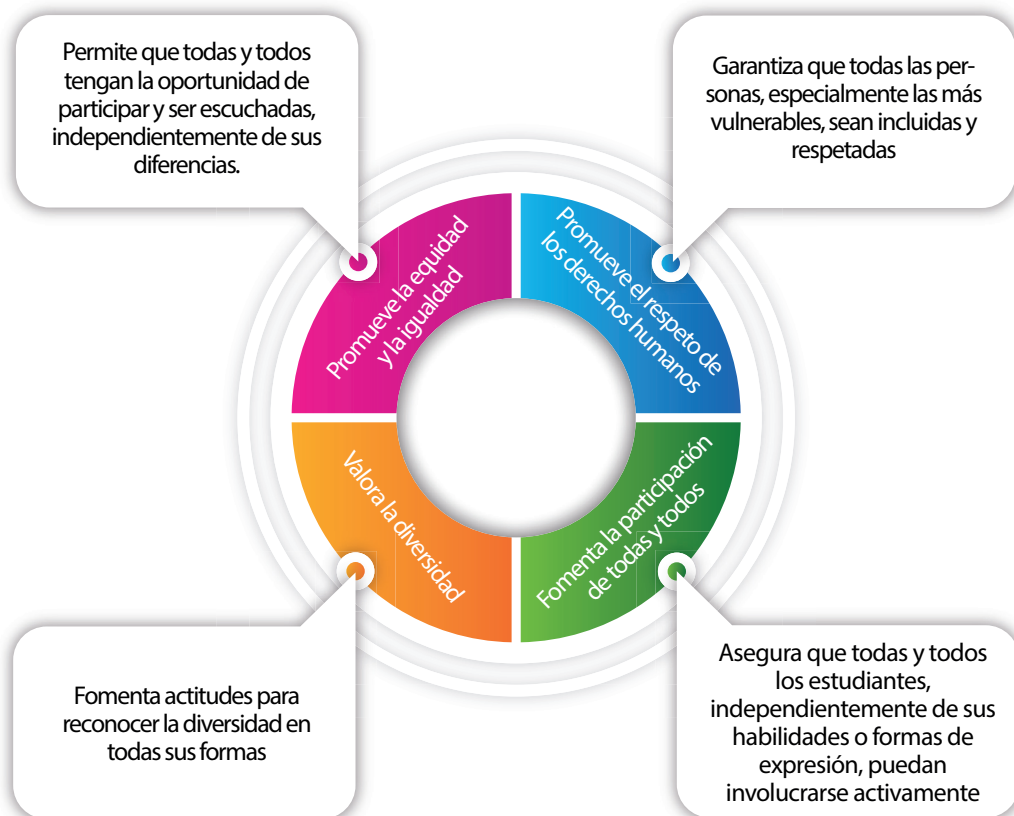 Permite que todas y todos
tengan la oportunidad de
participar y ser escuchadas,
independientemente de sus
diferencias.
Garantiza que todas las per-
sonas, especialmente las más
vulnerables, sean incluidas y
respetadas
Promueve la equidad
y la igualdad
Promueve el respeto de
los derechos humanos
Valora la diversidad
Fomenta la participación
de todas y todos
Fomenta actitudes para
reconocer la diversidad en
todas sus formas
Asegura que todas y todos
los estudiantes,
independientemente de sus
habilidades o formas de
expresión, puedan
involucrarse activamente